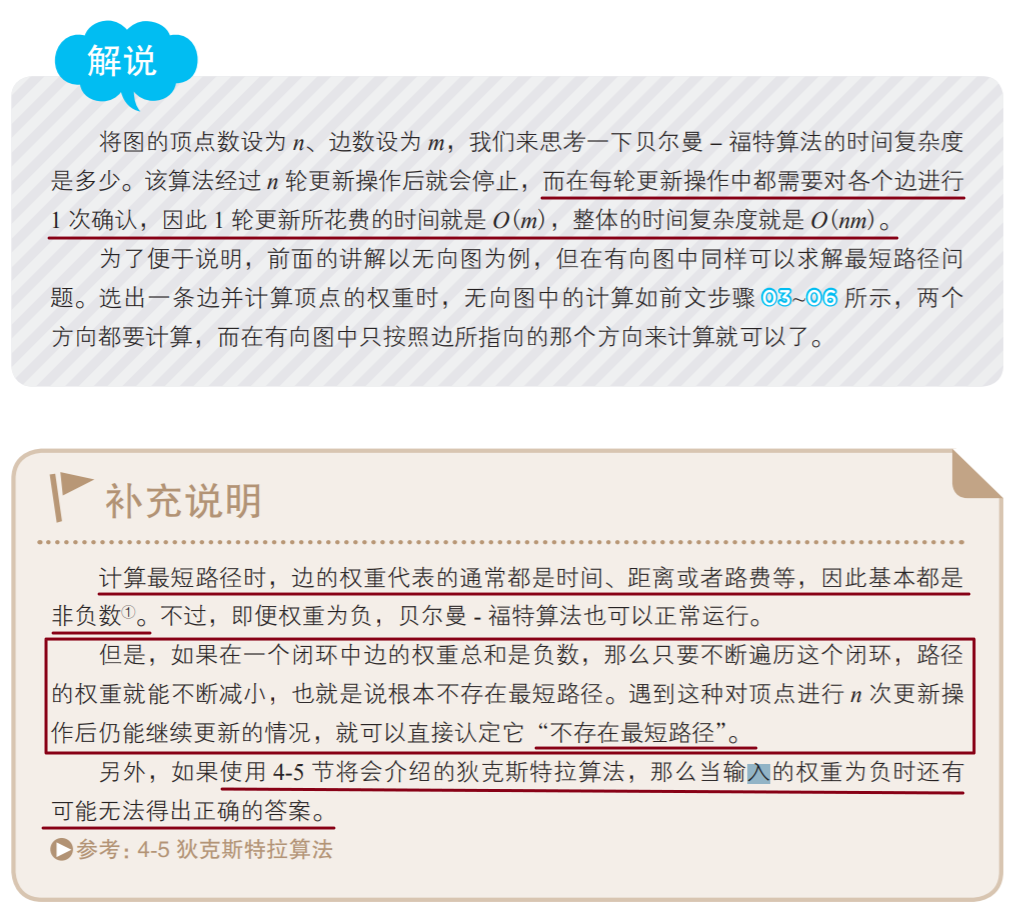 解说
将图的顶点数设为 n、边数设为 m，我们来思考一下贝尔曼 – 福特算法的时间复杂度
是多少。该算法经过 n 轮更新操作后就会停止，而在每轮更新操作中都需要对各个边进行
1 次确认，因此 1 轮更新所花费的时间就是 O(m)，整体的时间复杂度就是 O(nm)。
为了便于说明，前面的讲解以无向图为例，但在有向图中同样可以求解最短路径问
题。选出一条边并计算顶点的权重时，无向图中的计算如前文步骤 03~06 所示，两个
方向都要计算，而在有向图中只按照边所指向的那个方向来计算就可以了。
补充说明
计算最短路径时，边的权重代表的通常都是时间、距离或者路费等，因此基本都是
非负数①。不过，即便权重为负，贝尔曼 - 福特算法也可以正常运行。
但是，如果在一个闭环中边的权重总和是负数，那么只要不断遍历这个闭环，路径
的权重就能不断减小，也就是说根本不存在最短路径。遇到这种对顶点进行 n 次更新操
作后仍能继续更新的情况，就可以直接认定它“不存在最短路径”。
另外，如果使用 4-5 节将会介绍的狄克斯特拉算法，那么当输入的权重为负时还有
可能无法得出正确的答案。
参考：4-5 狄克斯特拉算法